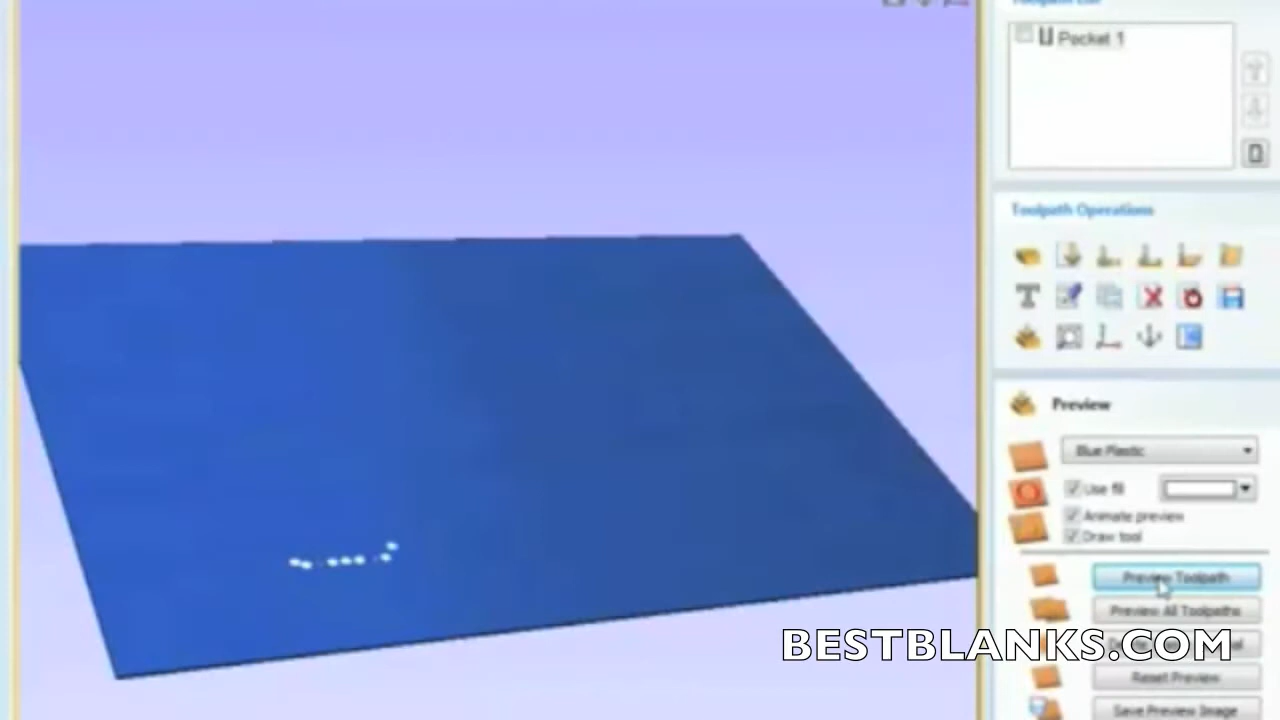 Pocket 1
Toolpath Operations
Preview
Blue Plastic
Use fill
Animate preview
Draw tool
Preview Toolpath
Preview All Toolpaths
BESTBLANKS.COM
Reset Preview
Save Preview Image